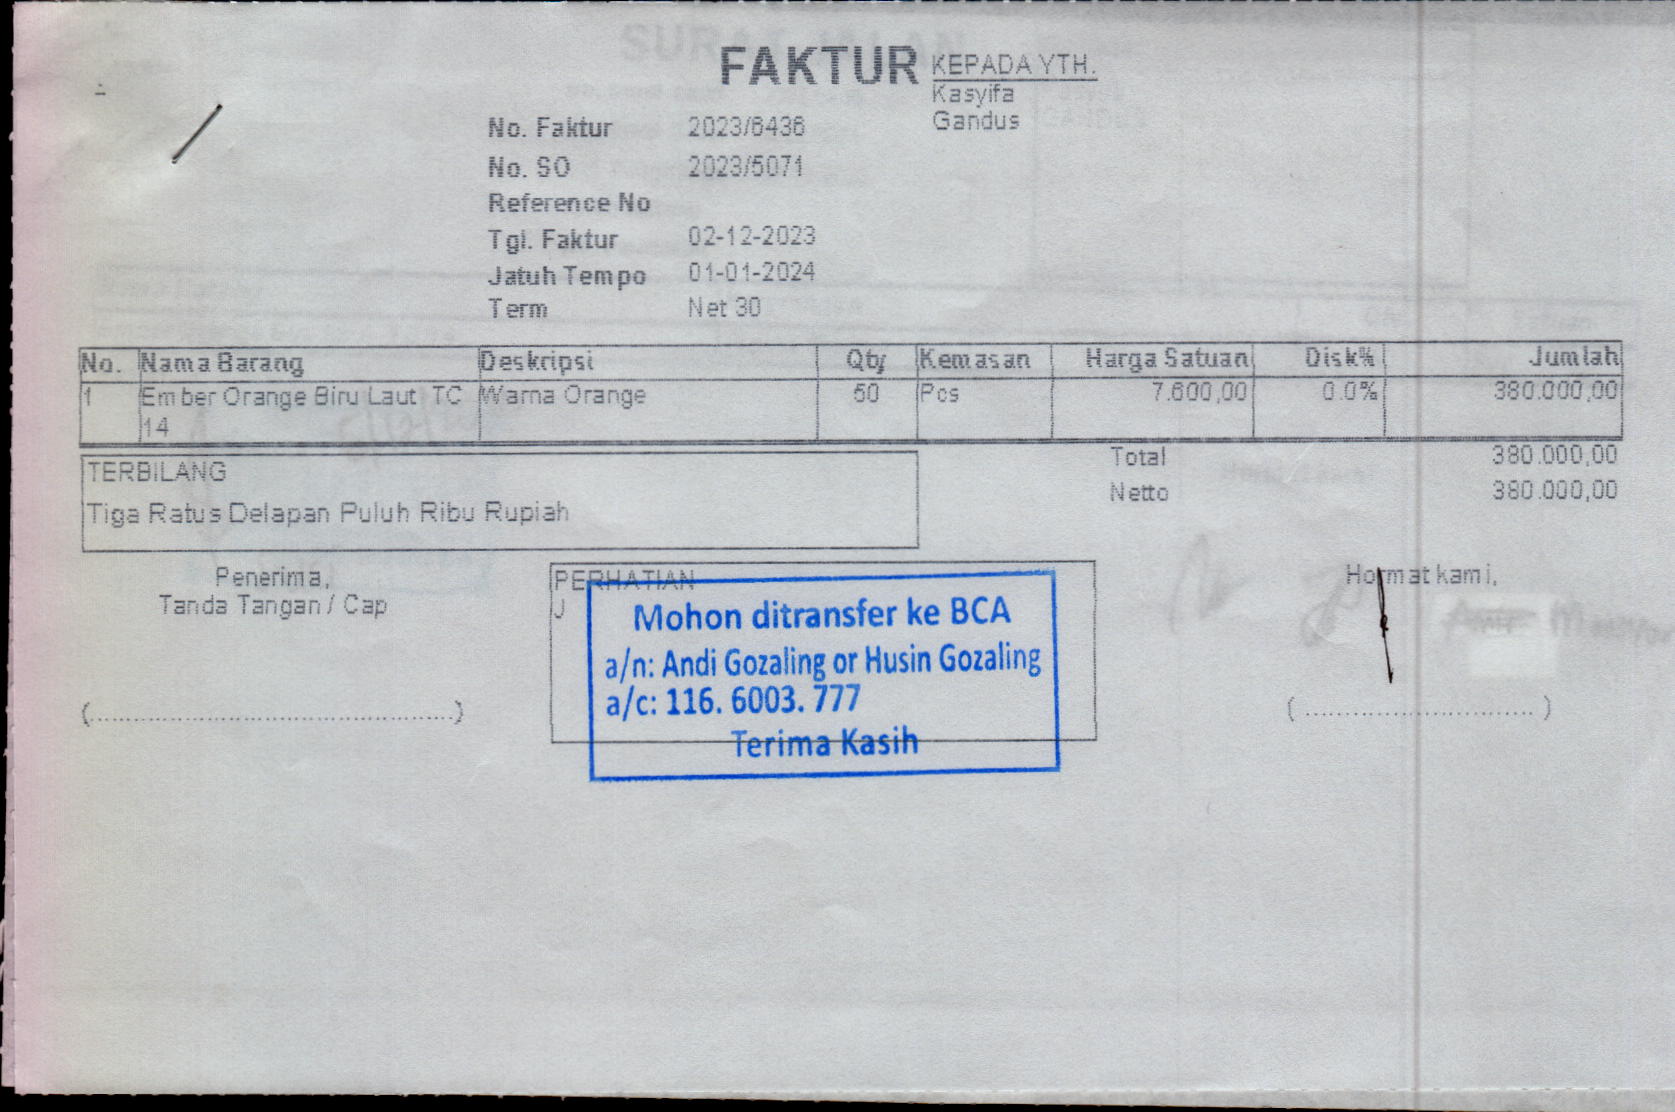 FAKTUR
KEPADA YTH.
Kasyifa
Gandus
No. Faktur 2023/6436
No. SO 2023/5071
Reference No
Tgl. Faktur 02-12-2023
Jatuh Tempo 01-01-2024
Term Net 30
No. Nama Barang Deskripsi Qty Kemasan Harga Satuan Disk% Jumlah
1 Ember Orange Biru Laut TC Warna Orange 50 Pcs 7.600,00 0.0% 380.000,00
14
Total 380.000,00
TERBILANG
Netto 380.000,00
Tiga Ratus Delapan Puluh Ribu Rupiah
Penerima,
Tanda Tangan / Cap
PERHATIAN
J
Mohon ditransfer ke BCA
a/n: Andi Gozaling or Husin Gozaling
a/c: 116. 6003. 777
Terima Kasih
Hormat kami,
(............................................)
(............................)